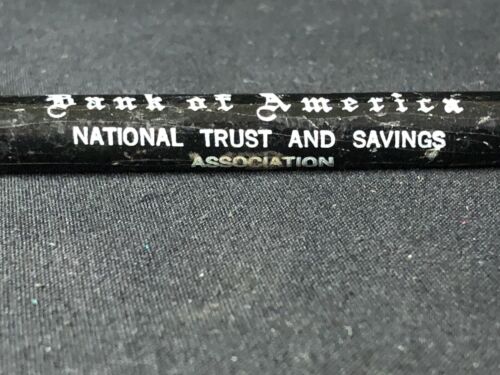 Bank of America
NATIONAL TRUST AND SAVINGS
ASSOCIATION